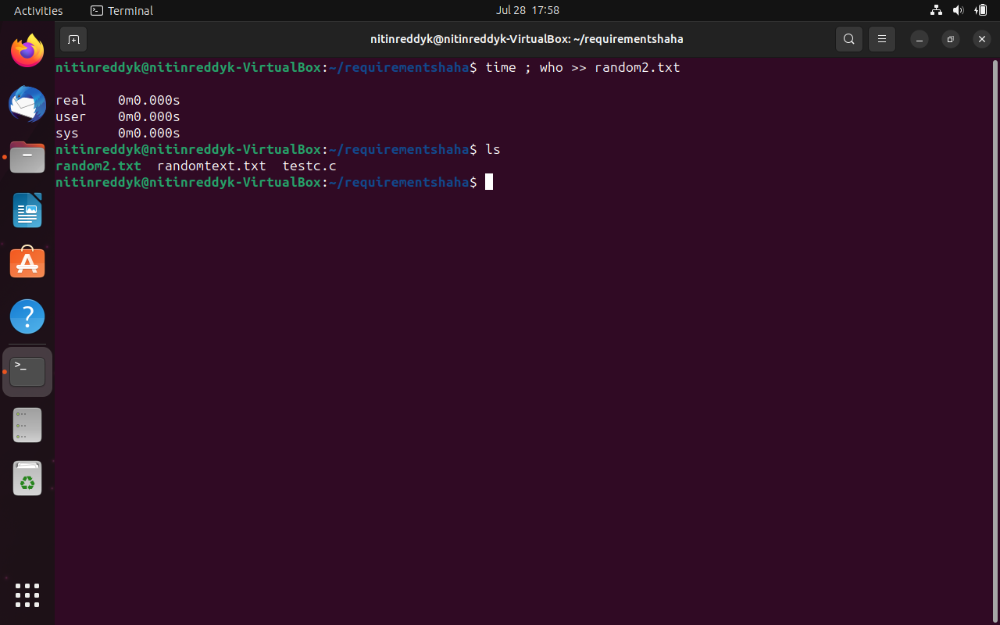 Activities
Terminal
Jul 28 17:58
nitinreddyk@nitinreddyk-VirtualBox: ~/requirementshaha
nitinreddyk@nitinreddyk-VirtualBox:~/requirementshaha$ time ; who >> random2.txt
real 0m0.000s
user 0m0.000s
sys 0m0.000s
nitinreddyk@nitinreddyk-VirtualBox:~/requirementshaha$ ls
random2.txt randomtext.txt testc.c
nitinreddyk@nitinreddyk-VirtualBox:~/requirementshaha$